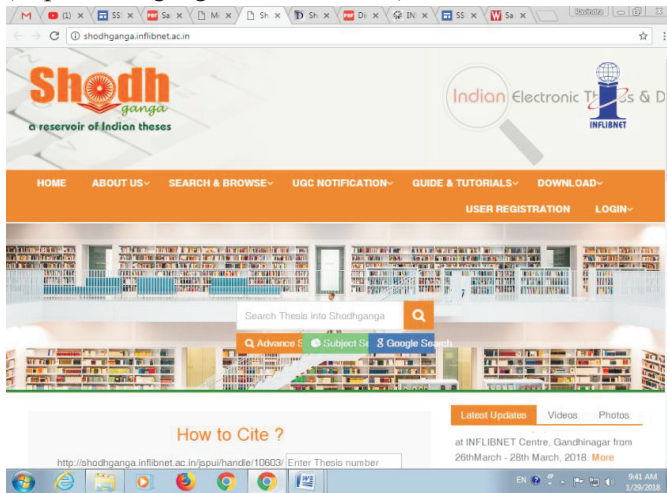 (1)
SS
Sa
Mi
Sh
Sh
Di
INI
SS
Sa
Ravindra
shodhganga.inflibnet.ac.in
Shodh
ganga
a reservoir of Indian theses
Indian Electronic Th s & D
INFLIBNET
HOME ABOUT US SEARCH & BROWSE UGC NOTIFICATION GUIDE & TUTORIALS DOWNLOAD
USER REGISTRATION LOGIN
Search Thesis into Shodhganga
Advance S Subject Se 8 Google Search
Latest Updates Videos Photos
How to Cite ?
at INFLIBNET Centre, Gandhinagar from
26thMarch - 28th March, 2018. More
http://shodhganga.inflibnet.ac.in/jspui/handle/10603/ Enter Thesis number
EN
9:41 AM
1/29/2018